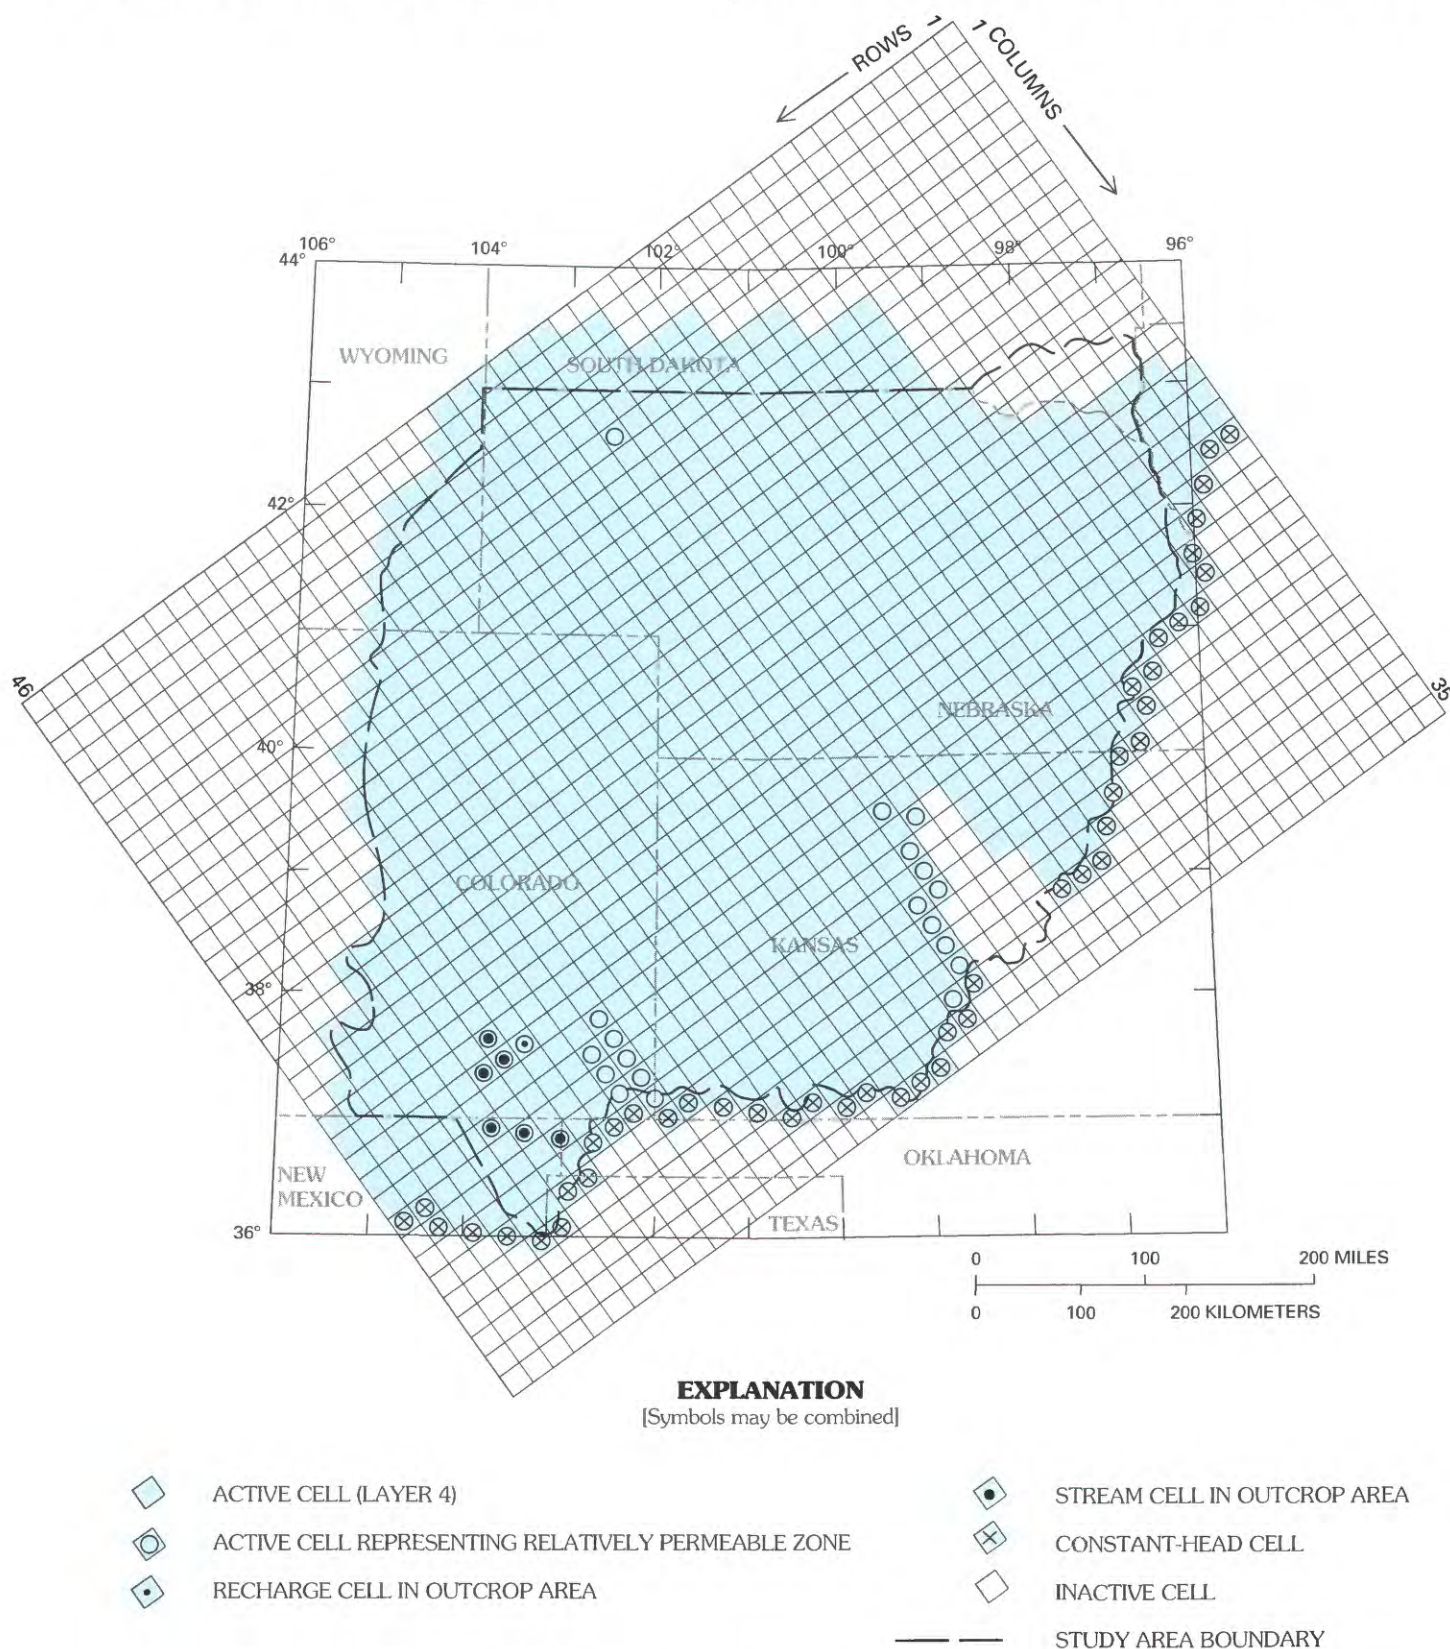 ROWS 1
1 COLUMNS
106°
104°
102°
100°
98°
96°
44°
WYOMING
SOUTH DAKOTA
42°
46
35
NEBRASKA
40°
COLORADO
KANSAS
38°
NEW
MEXICO
OKLAHOMA
TEXAS
36°
0 100 200 MILES
0 100 200 KILOMETERS
EXPLANATION
[Symbols may be combined]
ACTIVE CELL (LAYER 4)
ACTIVE CELL REPRESENTING RELATIVELY PERMEABLE ZONE
RECHARGE CELL IN OUTCROP AREA
STREAM CELL IN OUTCROP AREA
CONSTANT-HEAD CELL
INACTIVE CELL
STUDY AREA BOUNDARY